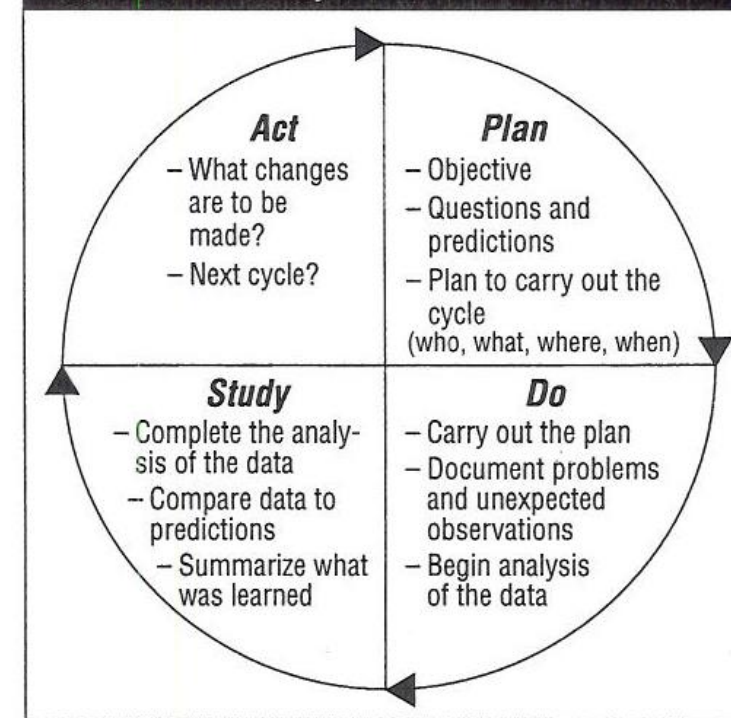 Act
– What changes
are to be
made?
– Next cycle?
Plan
– Objective
– Questions and
predictions
– Plan to carry out the
cycle
(who, what, where, when)
Study
– Complete the analy-
sis of the data
– Compare data to
predictions
– Summarize what
was learned
Do
– Carry out the plan
– Document problems
and unexpected
observations
– Begin analysis
of the data